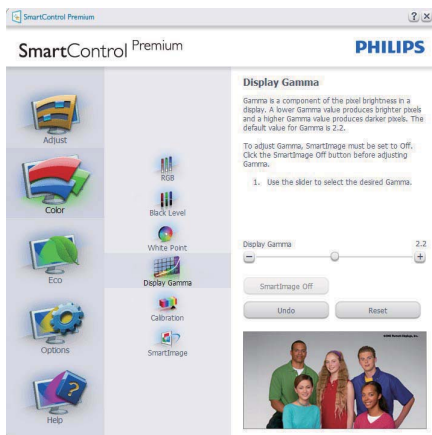 SmartControl Premium
? x
SmartControl Premium
PHILIPS
Adjust
Color
Eco
Options
Help
RGB
Black Level
White Point
Display Gamma
Calibration
SmartImage
Display Gamma
Gamma is a component of the pixel brightness in a
display. A lower Gamma value produces brighter pixels
and a higher Gamma value produces darker pixels. The
default value for Gamma is 2.2.
To adjust Gamma, SmartImage must be set to Off.
Click the SmartImage Off button before adjusting
Gamma.
1. Use the slider to select the desired Gamma.
Display Gamma 2.2
SmartImage Off
Undo Reset